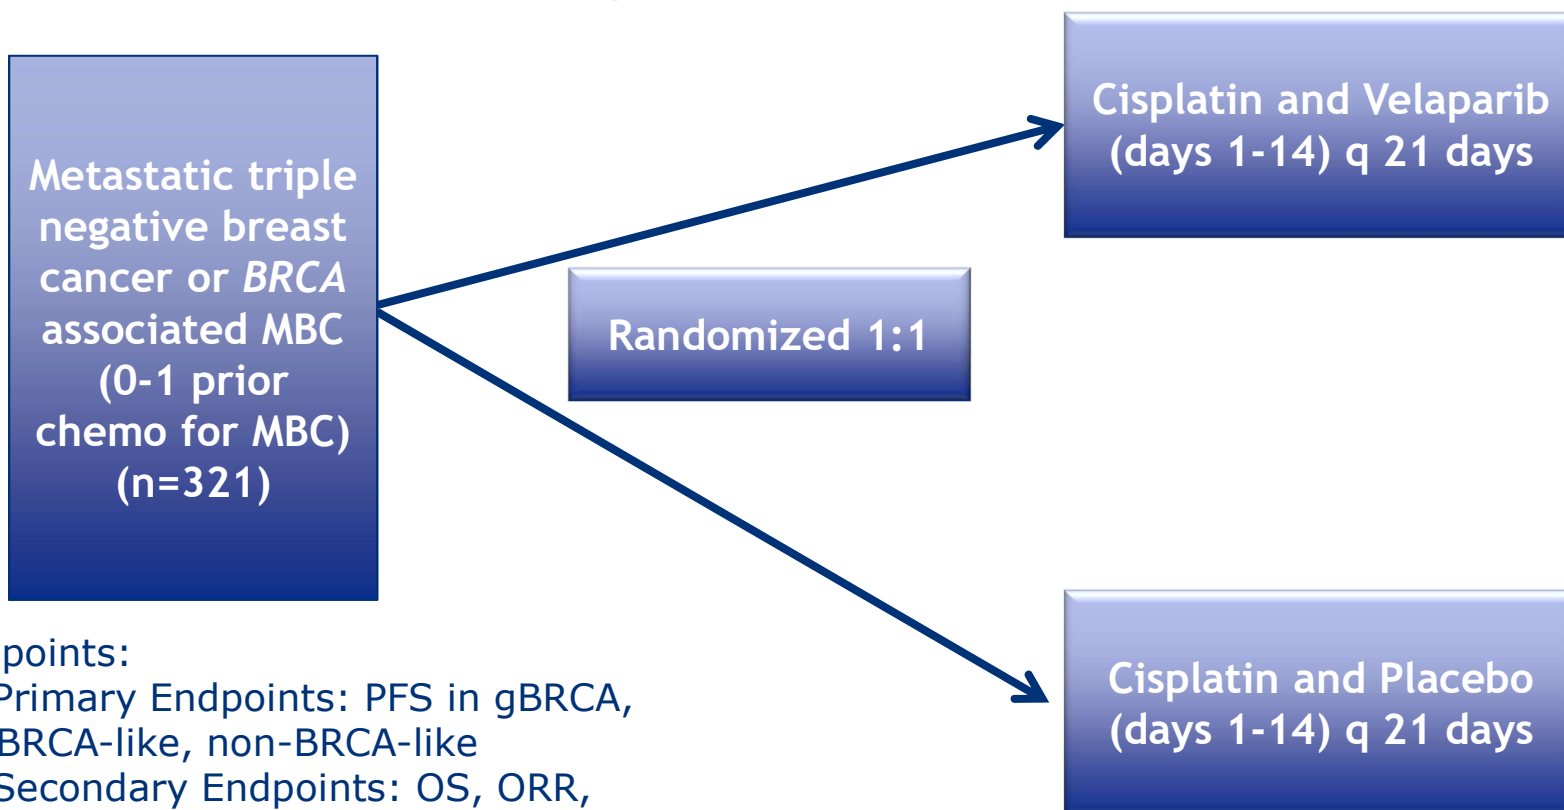 Metastatic triple
negative breast
cancer or BRCA
associated MBC
(0-1 prior
chemo for MBC)
(n=321)
Randomized 1:1
Cisplatin and Velaparib
(days 1-14) q 21 days
Cisplatin and Placebo
(days 1-14) q 21 days
points:
Primary Endpoints: PFS in gBRCA,
BRCA-like, non-BRCA-like
Secondary Endpoints: OS, ORR,